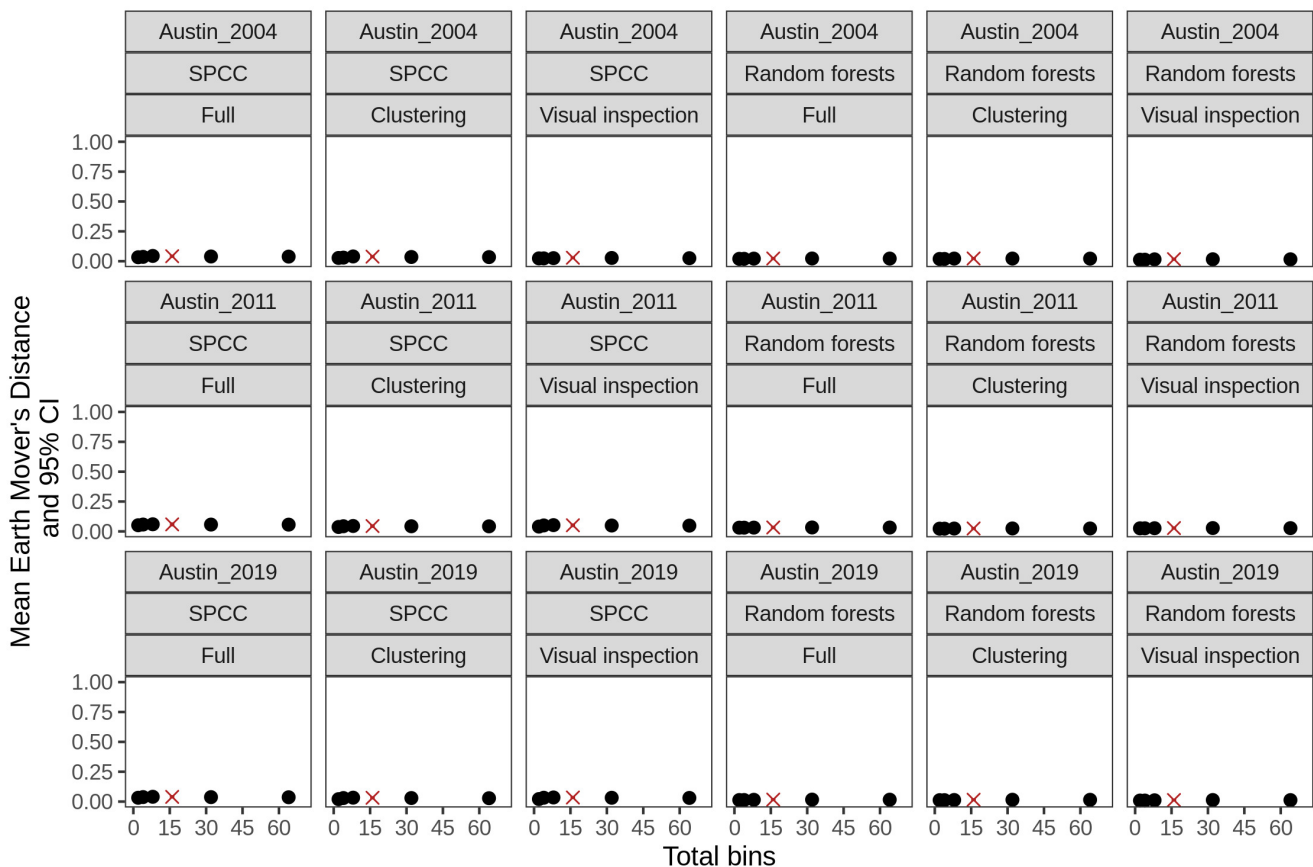 Austin_2004 Austin_2004 Austin_2004 Austin_2004 Austin_2004 Austin_2004
SPCC SPCC SPCC Random forests Random forests Random forests
Full Clustering Visual inspection Full Clustering Visual inspection
1.00
0.75
0.50
0.25
0.00
Austin_2011 Austin_2011 Austin_2011 Austin_2011 Austin_2011 Austin_2011
SPCC SPCC SPCC Random forests Random forests Random forests
Full Clustering Visual inspection Full Clustering Visual inspection
1.00
0.75
0.50
0.25
0.00
Austin_2019 Austin_2019 Austin_2019 Austin_2019 Austin_2019 Austin_2019
SPCC SPCC SPCC Random forests Random forests Random forests
Full Clustering Visual inspection Full Clustering Visual inspection
1.00
0.75
0.50
0.25
0.00
0 15 30 45 60 0 15 30 45 60 0 15 30 45 60 0 15 30 45 60 0 15 30 45 60 0 15 30 45 60
Total bins
Mean Earth Mover's Distance
and 95% CI